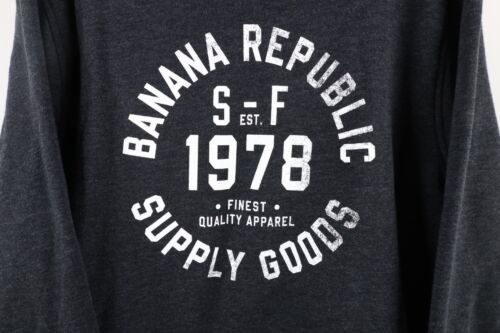 BANANA REPUBLIC
S-F
EST.
1978
• FINEST •
QUALITY APPAREL
SUPPLY GOODS